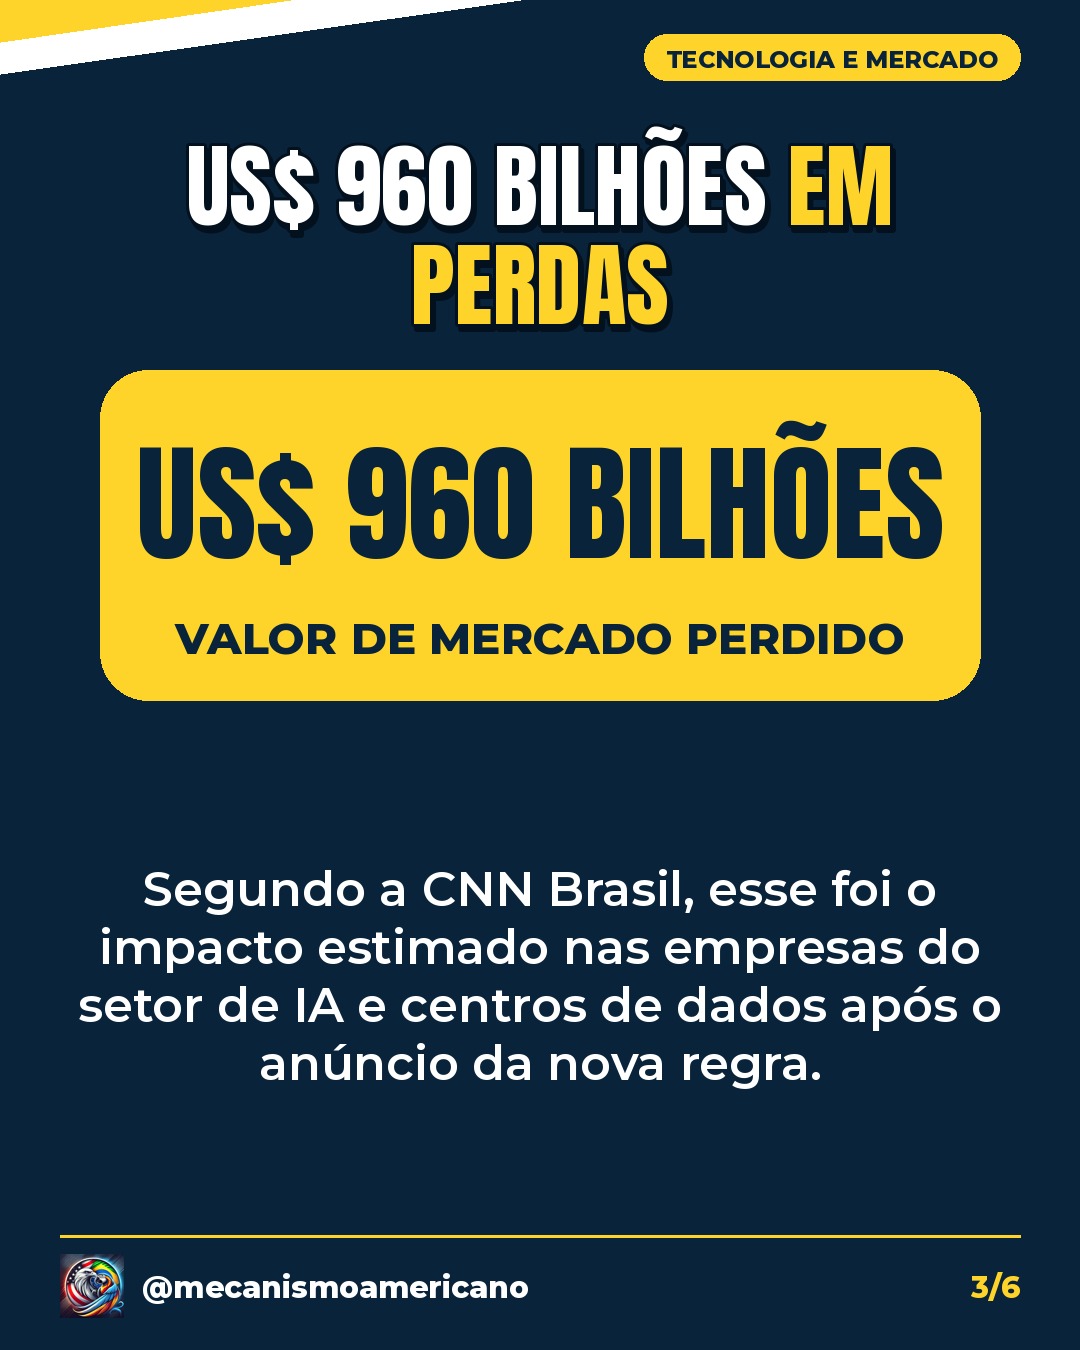 TECNOLOGIA E MERCADO
US$ 960 BILHÕES EM
PERDAS
US$ 960 BILHÕES
VALOR DE MERCADO PERDIDO
Segundo a CNN Brasil, esse foi o
impacto estimado nas empresas do
setor de IA e centros de dados após o
anúncio da nova regra.
@mecanismoamericano
3/6